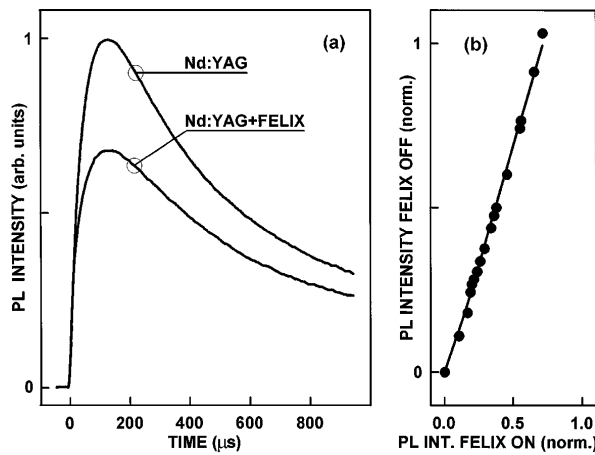 (a)
Nd:YAG
Nd:YAG+FELIX
PL INTENSITY (arb. units)
1
0
0 200 400 600 800
TIME (μs)
(b)
PL INTENSITY FELIX OFF (norm.)
1
0
0.0 0.5 1.0
PL INT. FELIX ON (norm.)